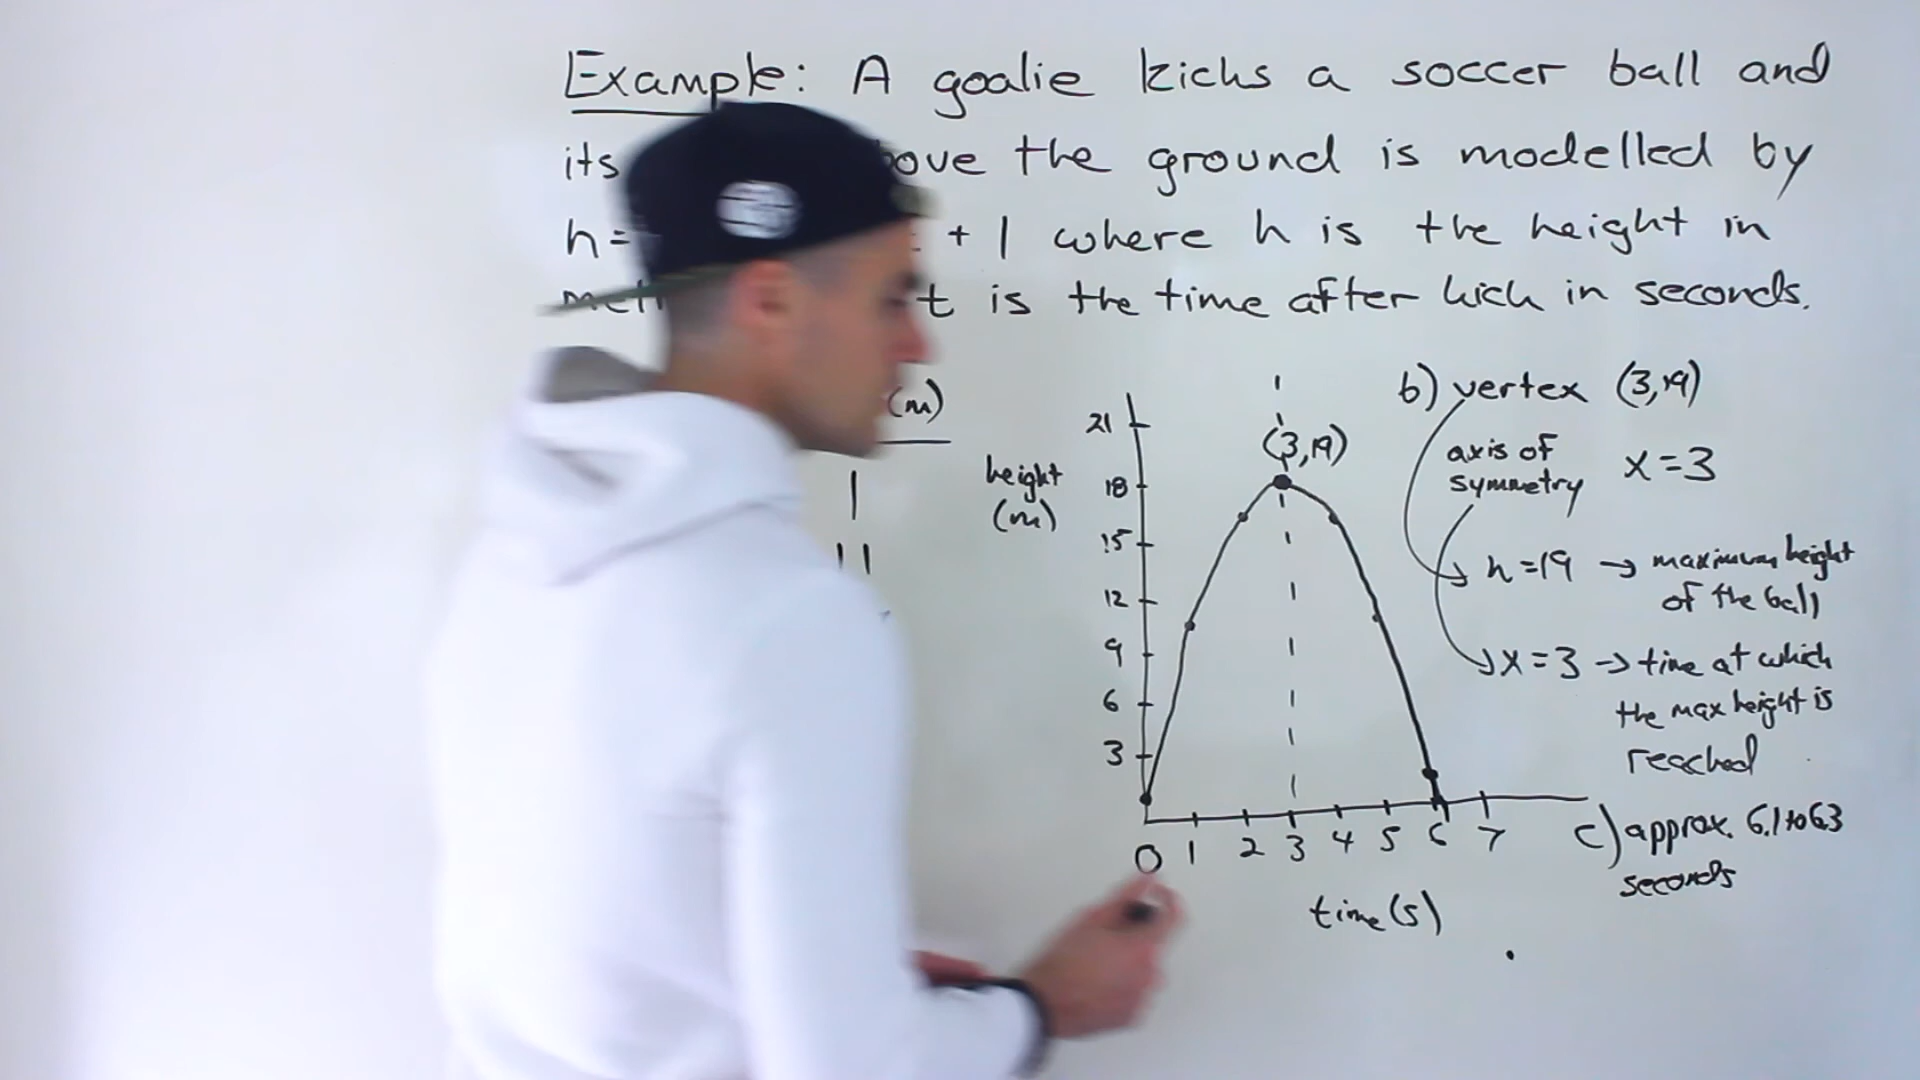 Example: A goalie kicks a soccer ball and
its ove the ground is modelled by
h= + 1 where h is the height in
t is the time after kick in seconds.
(m)
1
11
height
(m)
21
18
15
12
9
6
3
(3,19)
0 1 2 3 4 5 6 7
time (s)
b) vertex (3,19)
axis of
symmetry x=3
h=19 → maximum height
of the ball
x=3 → time at which
the max height is
reached
c) approx. 6.1 to 6.3
seconds